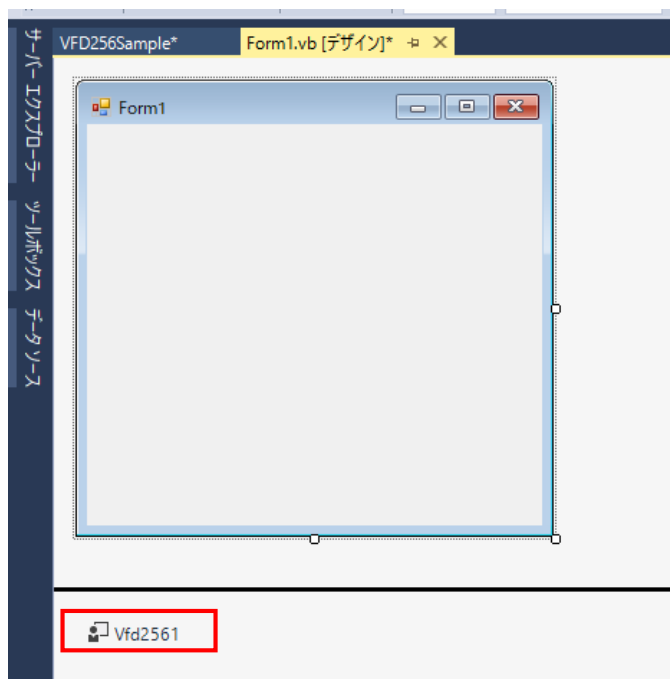 VFD256Sample*
Form1.vb [デザイン]*
サーバー エクスプローラー
ツールボックス
データ ソース
Form1
Vfd2561